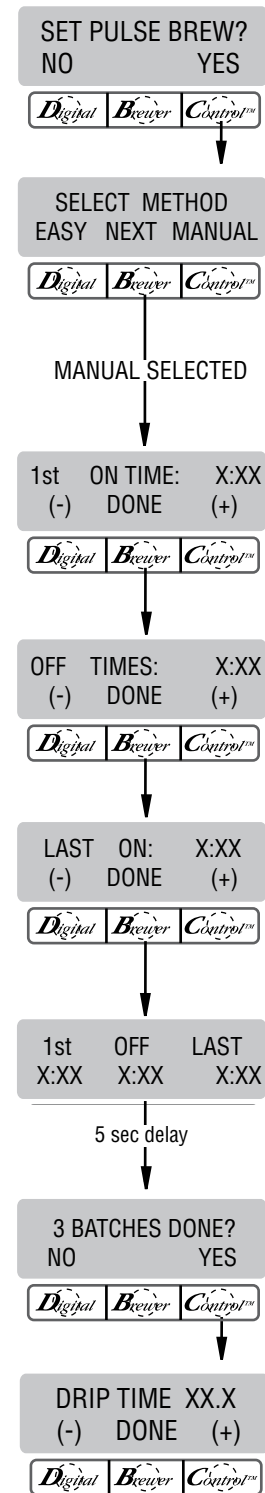 SET PULSE BREW?
NO YES
Digital Brewer Control™
SELECT METHOD
EASY NEXT MANUAL
Digital Brewer Control™
MANUAL SELECTED
1st ON TIME: X:XX
(-) DONE (+)
Digital Brewer Control™
OFF TIMES: X:XX
(-) DONE (+)
Digital Brewer Control™
LAST ON: X:XX
(-) DONE (+)
Digital Brewer Control™
1st OFF LAST
X:XX X:XX X:XX
5 sec delay
3 BATCHES DONE?
NO YES
Digital Brewer Control™
DRIP TIME XX.X
(-) DONE (+)
Digital Brewer Control™